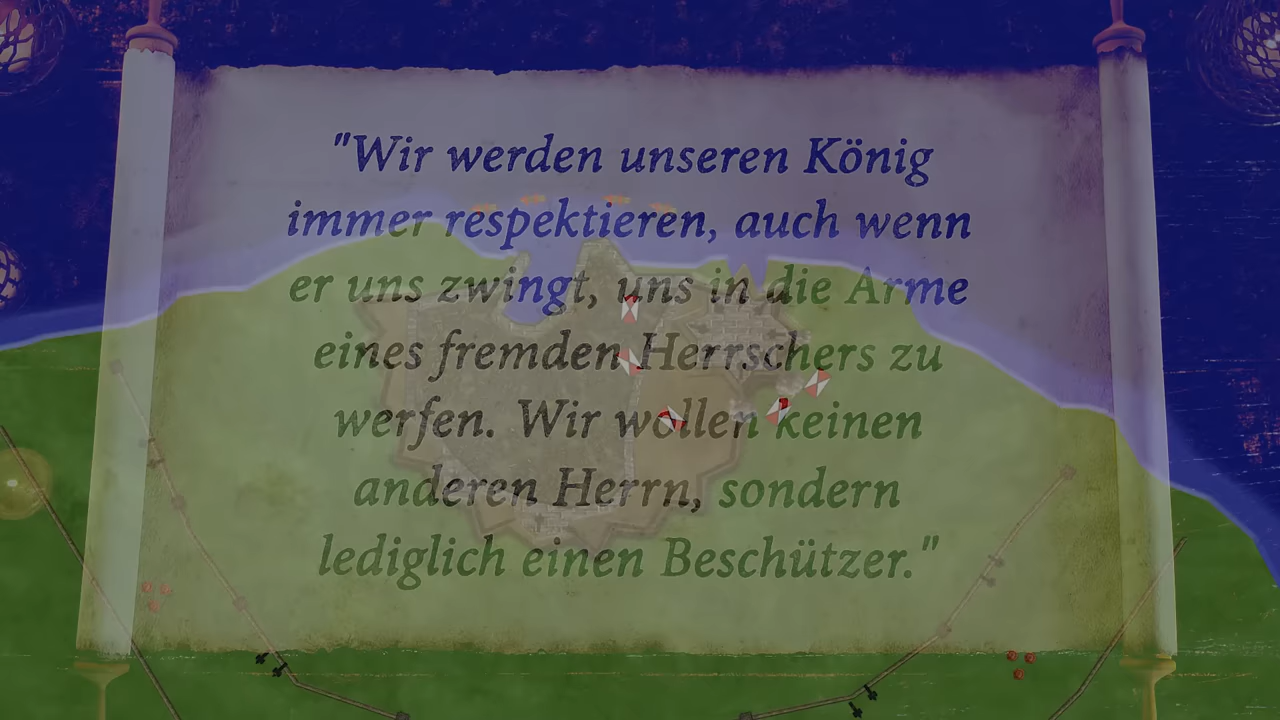 "Wir werden unseren König
immer respektieren, auch wenn
er uns zwingt, uns in die Arme
eines fremden Herrschers zu
werfen. Wir wollen keinen
anderen Herrn, sondern
lediglich einen Beschützer."